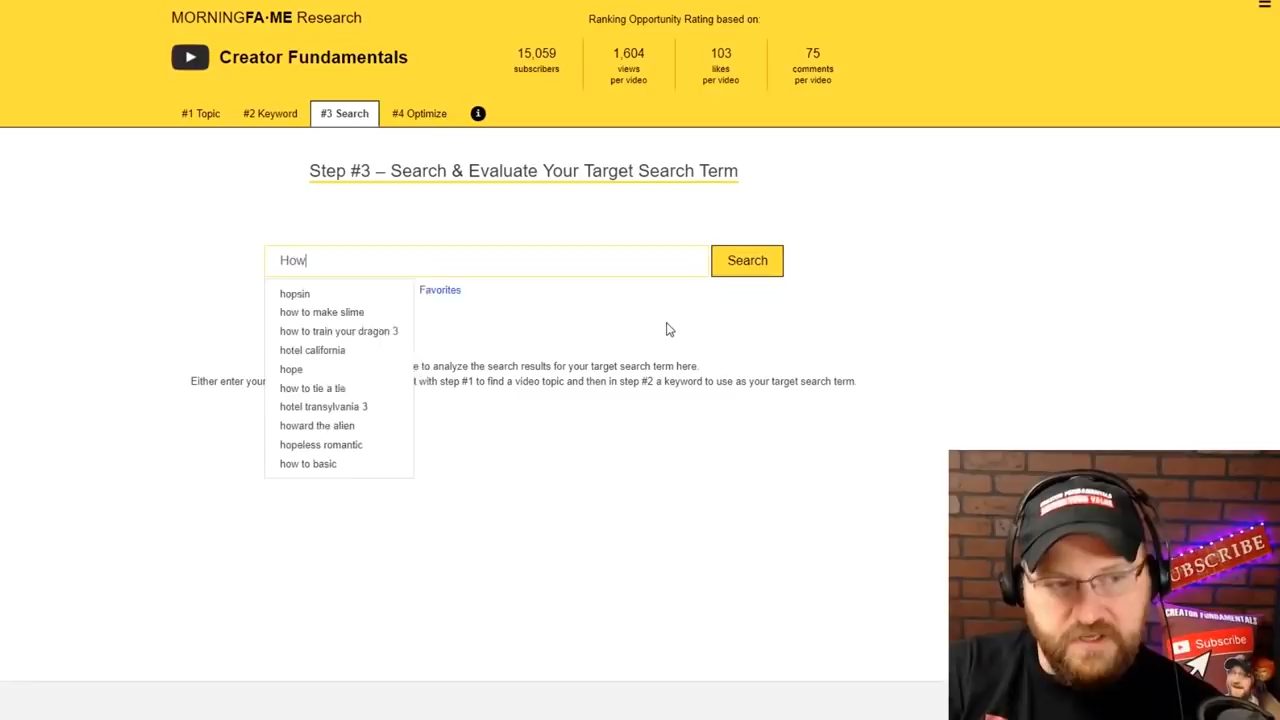 MORNINGFA·ME Research
Ranking Opportunity Rating based on:
Creator Fundamentals
15,059 subscribers
1,604 views per video
103 likes per video
75 comments per video
#1 Topic
#2 Keyword
#3 Search
#4 Optimize
Step #3 – Search & Evaluate Your Target Search Term
How
Search
Favorites
hopsin
how to make slime
how to train your dragon 3
hotel california
hope
how to tie a tie
hotel transylvania 3
howard the alien
hopeless romantic
how to basic
e to analyze the search results for your target search term here.
Either enter your
t with step #1 to find a video topic and then in step #2 a keyword to use as your target search term.
CREATOR FUNDAMENTALS
UBSCRIBE
CREATOR FUNDAMENTALS
Subscribe